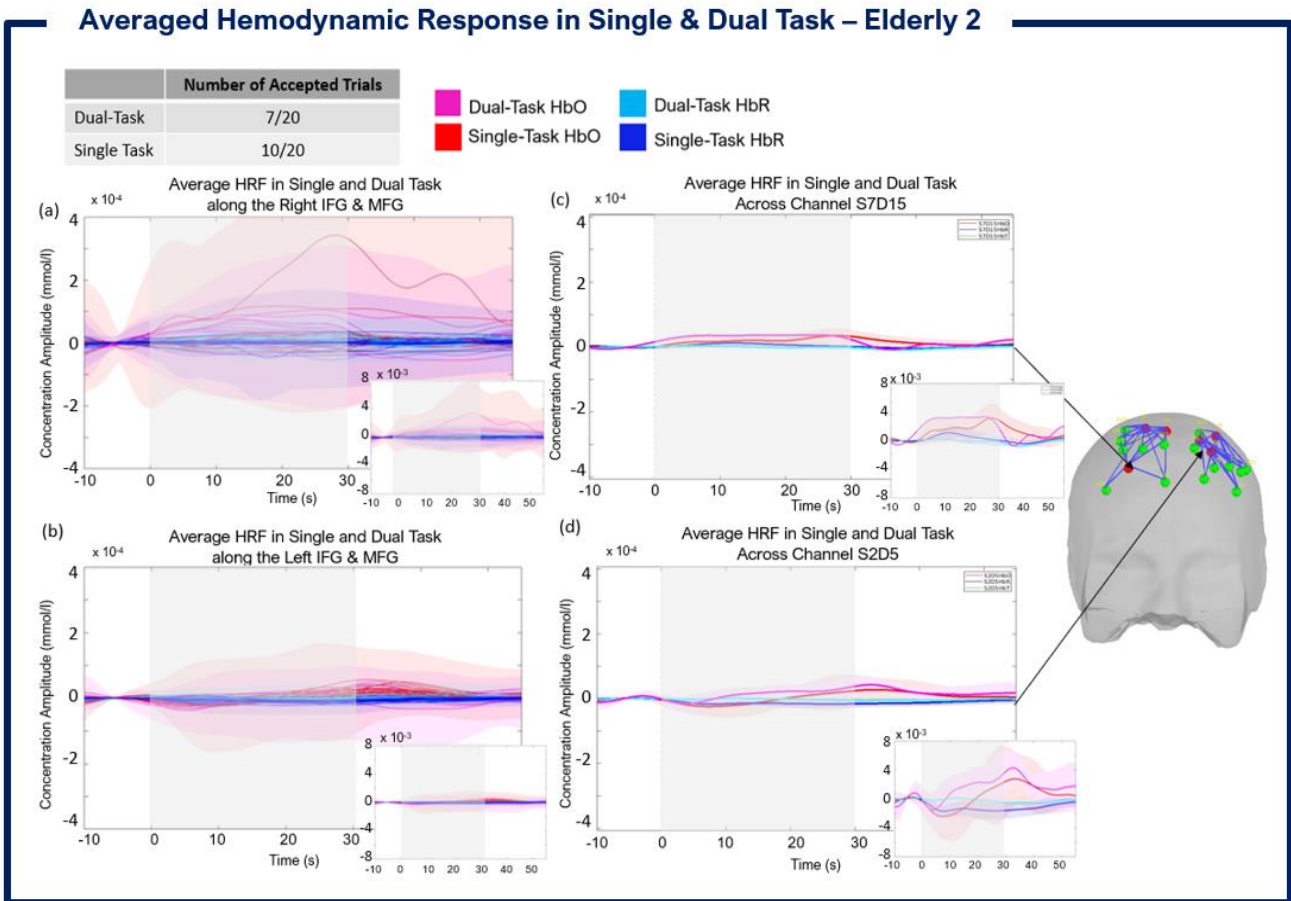 Averaged Hemodynamic Response in Single & Dual Task – Elderly 2
Number of Accepted Trials
Dual-Task 7/20
Single Task 10/20
Dual-Task HbO
Dual-Task HbR
Single-Task HbO
Single-Task HbR
(a)
Average HRF in Single and Dual Task
along the Right IFG & MFG
x 10-4
Concentration Amplitude (mmol/l)
4
2
0
-2
-4
-10 0 10 20 30
Time (s)
8 x 10-3
4
0
-4
-8
-10 0 10 20 30 40 50
(c)
Average HRF in Single and Dual Task
Across Channel S7D15
x 10-4
Concentration Amplitude (mmol/l)
4
2
0
-2
-4
-10 0 10 20 30
Time (s)
S7D15HbO
S7D15HbR
S7D15HbT
8 x 10-3
4
0
-4
-8
-10 0 10 20 30 40 50
(b)
Average HRF in Single and Dual Task
along the Left IFG & MFG
x 10-4
Concentration Amplitude (mmol/l)
4
2
0
-2
-4
-10 0 10 20 30
Time (s)
8 x 10-3
4
0
-4
-8
-10 0 10 20 30 40 50
(d)
Average HRF in Single and Dual Task
Across Channel S2D5
x 10-4
Concentration Amplitude (mmol/l)
4
2
0
-2
-4
-10 0 10 20 30
Time (s)
S2D5HbO
S2D5HbR
S2D5HbT
8 x 10-3
4
0
-4
-8
-10 0 10 20 30 40 50